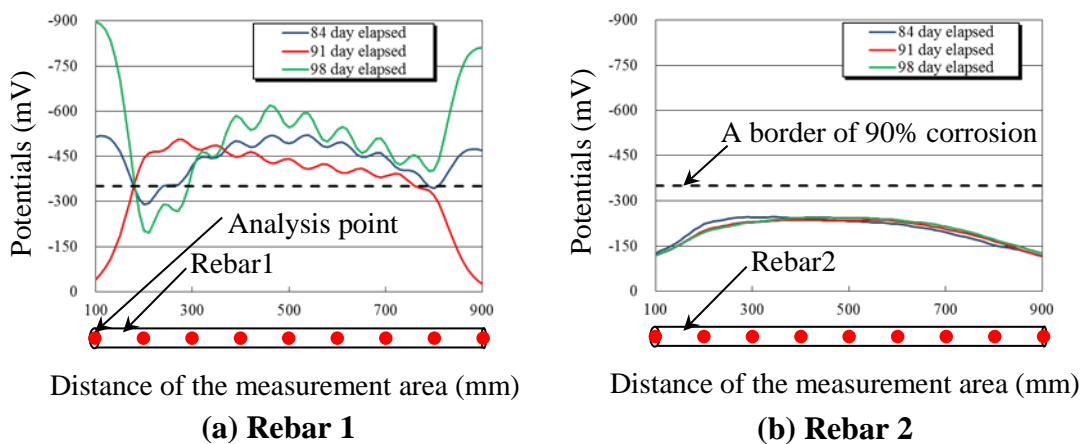 -900
-750
-600
-450
-300
-150
0
Potentials (mV)
84 day elapsed
91 day elapsed
98 day elapsed
Analysis point
Rebar1
100 300 500 700 900
Distance of the measurement area (mm)
(a) Rebar 1
-900
-750
-600
-450
-300
-150
0
Potentials (mV)
84 day elapsed
91 day elapsed
98 day elapsed
A border of 90% corrosion
Rebar2
100 300 500 700 900
Distance of the measurement area (mm)
(b) Rebar 2